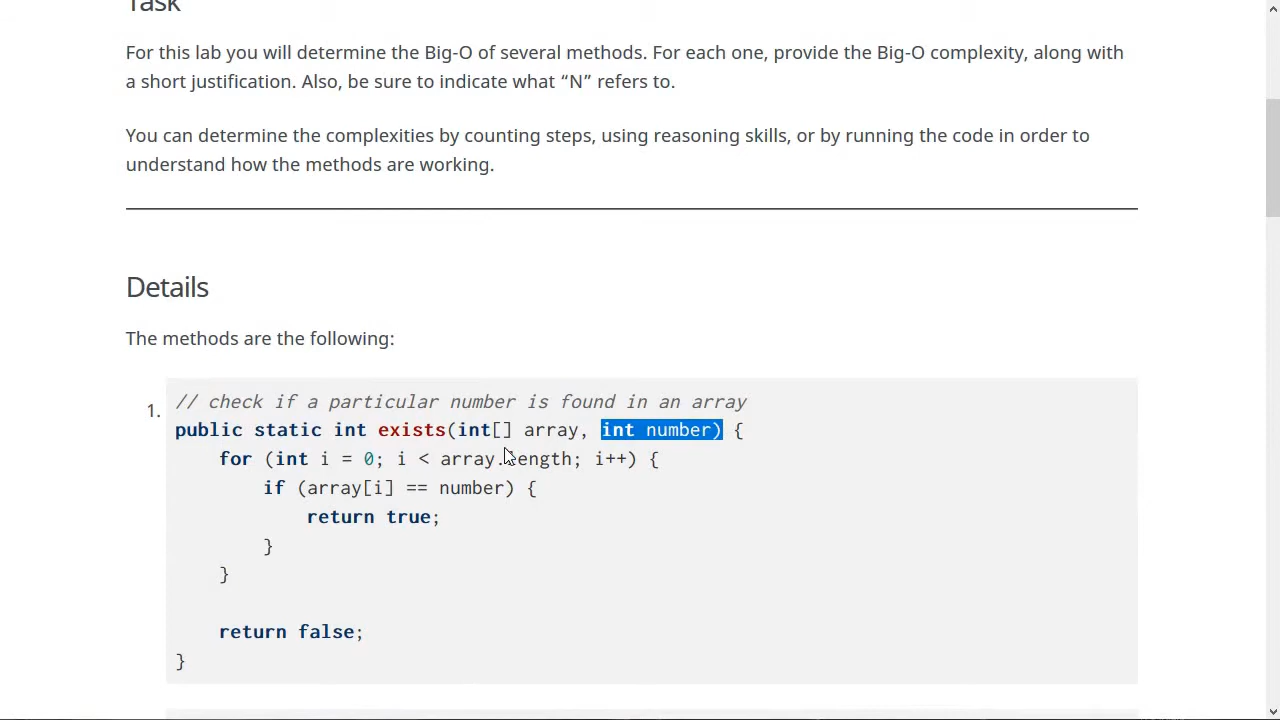 Task
For this lab you will determine the Big-O of several methods. For each one, provide the Big-O complexity, along with
a short justification. Also, be sure to indicate what “N” refers to.
You can determine the complexities by counting steps, using reasoning skills, or by running the code in order to
understand how the methods are working.
Details
The methods are the following:
1.
// check if a particular number is found in an array
public static int exists(int[] array, int number) {
    for (int i = 0; i < array.length; i++) {
        if (array[i] == number) {
            return true;
        }
    }
    return false;
}